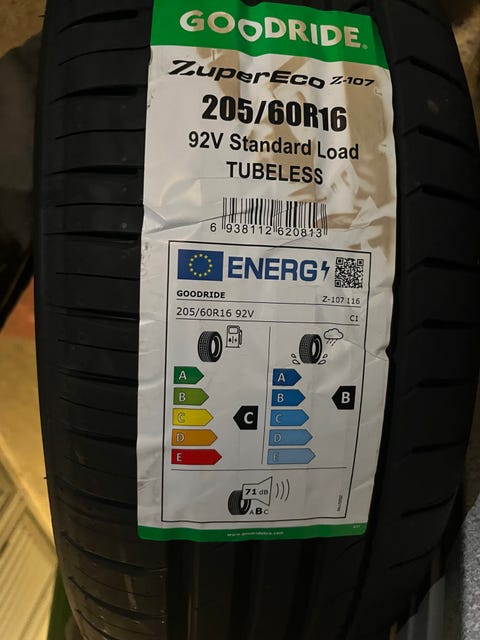 GOODRIDE
ZuperEco Z-107
205/60R16
92V Standard Load
TUBELESS
6 938112 620813
ENERG
GOODRIDE Z-107 116
205/60R16 92V C1
A A
B B B
C C C
D D
E E
71 dB
ABC
www.goodridetire.com